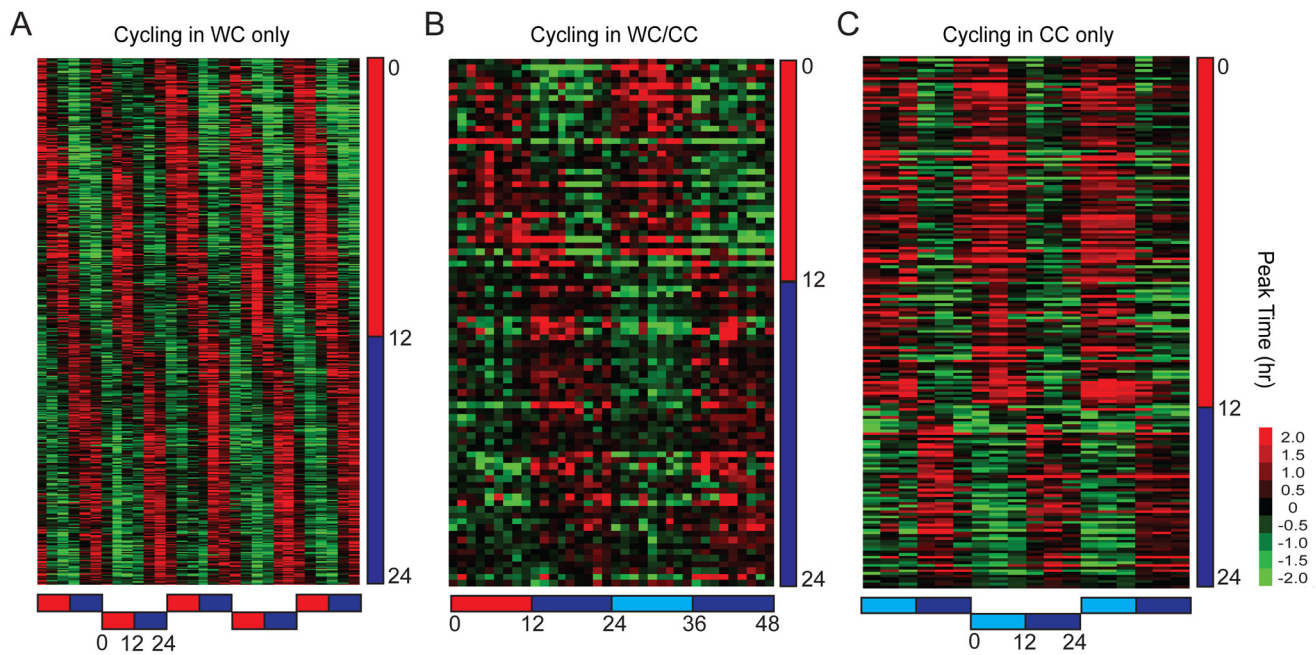 A
Cycling in WC only
0
12
24
0 12 24
B
Cycling in WC/CC
0
12
24
0 12 24 36 48
C
Cycling in CC only
0
12
24
0 12 24
Peak Time (hr)
2.0
1.5
1.0
0.5
0
-0.5
-1.0
-1.5
-2.0